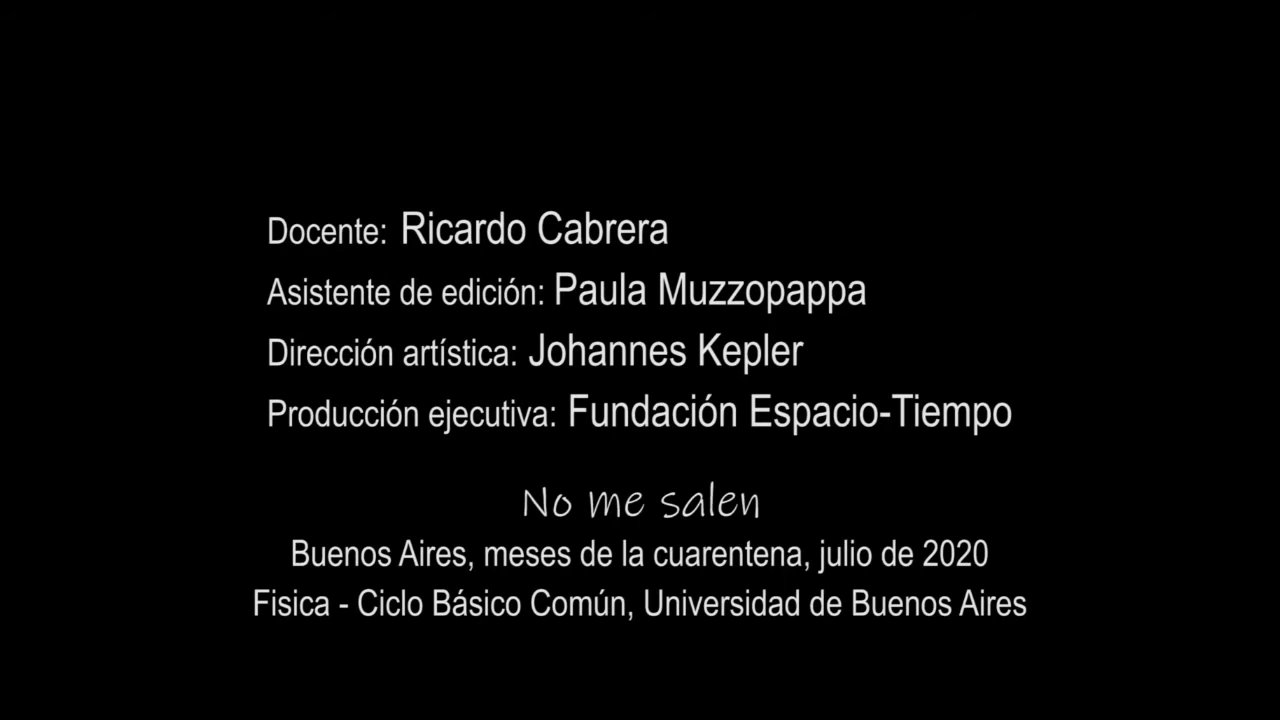 Docente: Ricardo Cabrera
Asistente de edición: Paula Muzzopappa
Dirección artística: Johannes Kepler
Producción ejecutiva: Fundación Espacio-Tiempo
No me salen
Buenos Aires, meses de la cuarentena, julio de 2020
Fisica - Ciclo Básico Común, Universidad de Buenos Aires